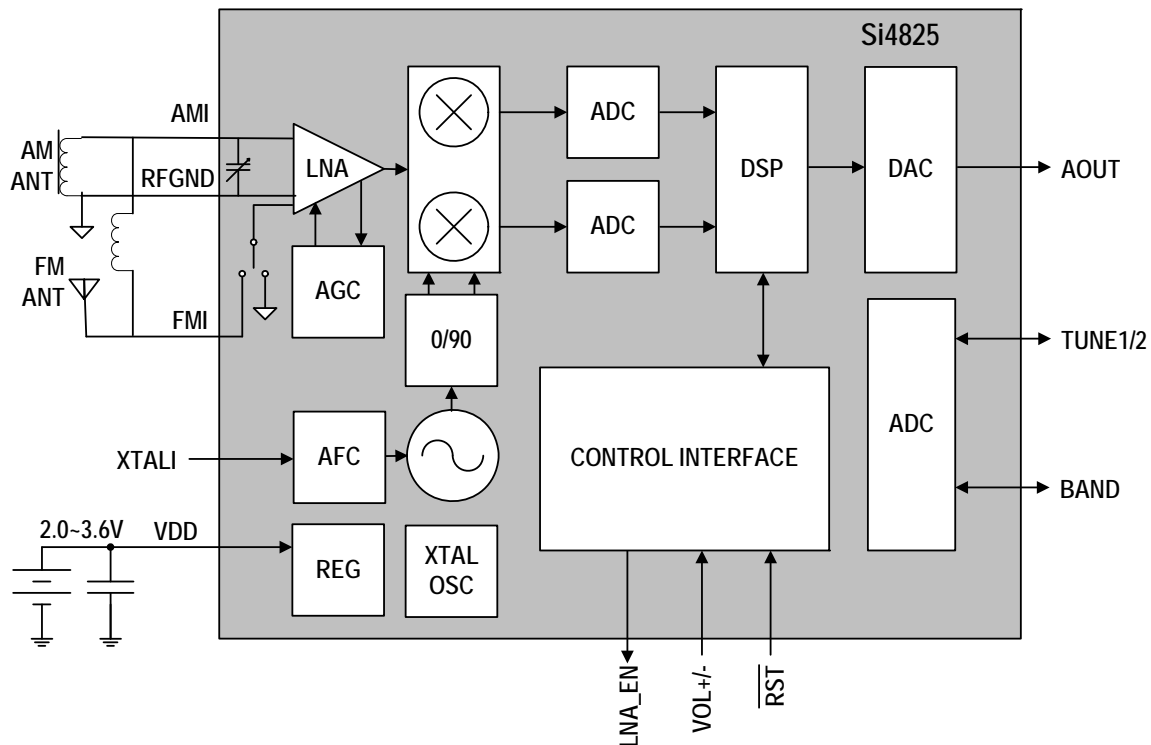 Si4825
AMI
AM
ANT
RFGND
LNA
ADC
DSP
DAC
AOUT
ADC
FM
ANT
AGC
FMI
0/90
TUNE1/2
ADC
XTALI
AFC
CONTROL INTERFACE
BAND
2.0~3.6V
VDD
REG
XTAL
OSC
LNA_EN
VOL+/-
RST